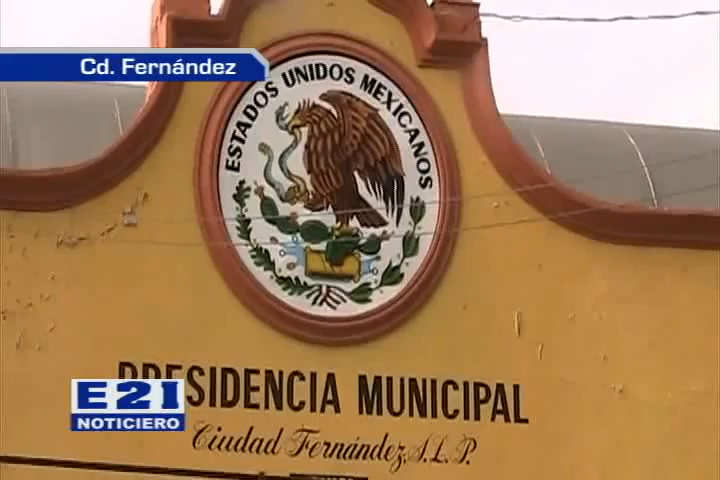 Cd. Fernández
ESTADOS UNIDOS MEXICANOS
PRESIDENCIA MUNICIPAL
E21
NOTICIERO
Ciudad Fernández, S.L.P.